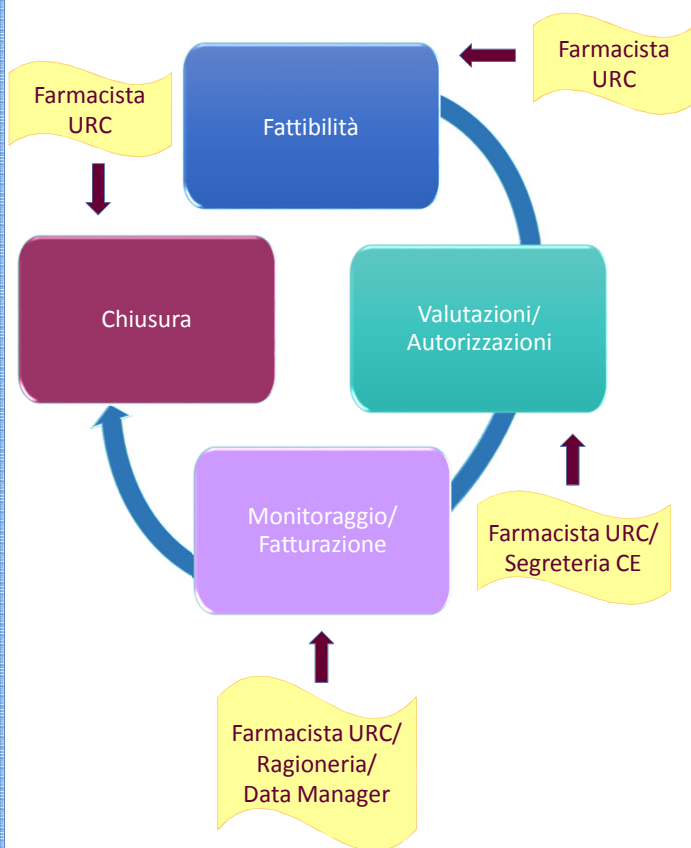 Farmacista
URC
Fattibilità
Farmacista
URC
Chiusura
Valutazioni/
Autorizzazioni
Farmacista URC/
Segreteria CE
Monitoraggio/
Fatturazione
Farmacista URC/
Ragioneria/
Data Manager